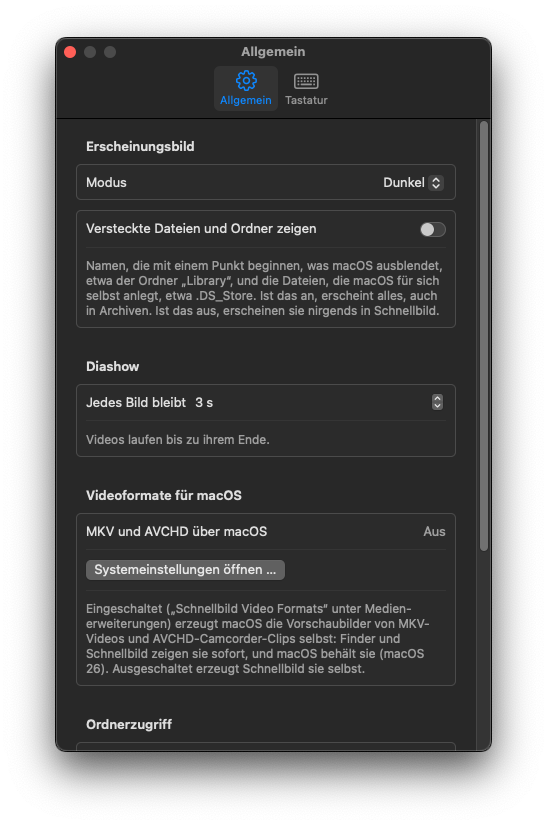 Allgemein
Allgemein
Tastatur
Erscheinungsbild
Modus
Dunkel
Versteckte Dateien und Ordner zeigen
Namen, die mit einem Punkt beginnen, was macOS ausblendet,
etwa der Ordner „Library“, und die Dateien, die macOS für sich
selbst anlegt, etwa .DS_Store. Ist das an, erscheint alles, auch
in Archiven. Ist das aus, erscheinen sie nirgends in Schnellbild.
Diashow
Jedes Bild bleibt 3 s
Videos laufen bis zu ihrem Ende.
Videoformate für macOS
MKV und AVCHD über macOS
Aus
Systemeinstellungen öffnen ...
Eingeschaltet („Schnellbild Video Formats“ unter Medien-
erweiterungen) erzeugt macOS die Vorschaubilder von MKV-
Videos und AVCHD-Camcorder-Clips selbst: Finder und
Schnellbild zeigen sie sofort, und macOS behält sie (macOS
26). Ausgeschaltet erzeugt Schnellbild sie selbst.
Ordnerzugriff